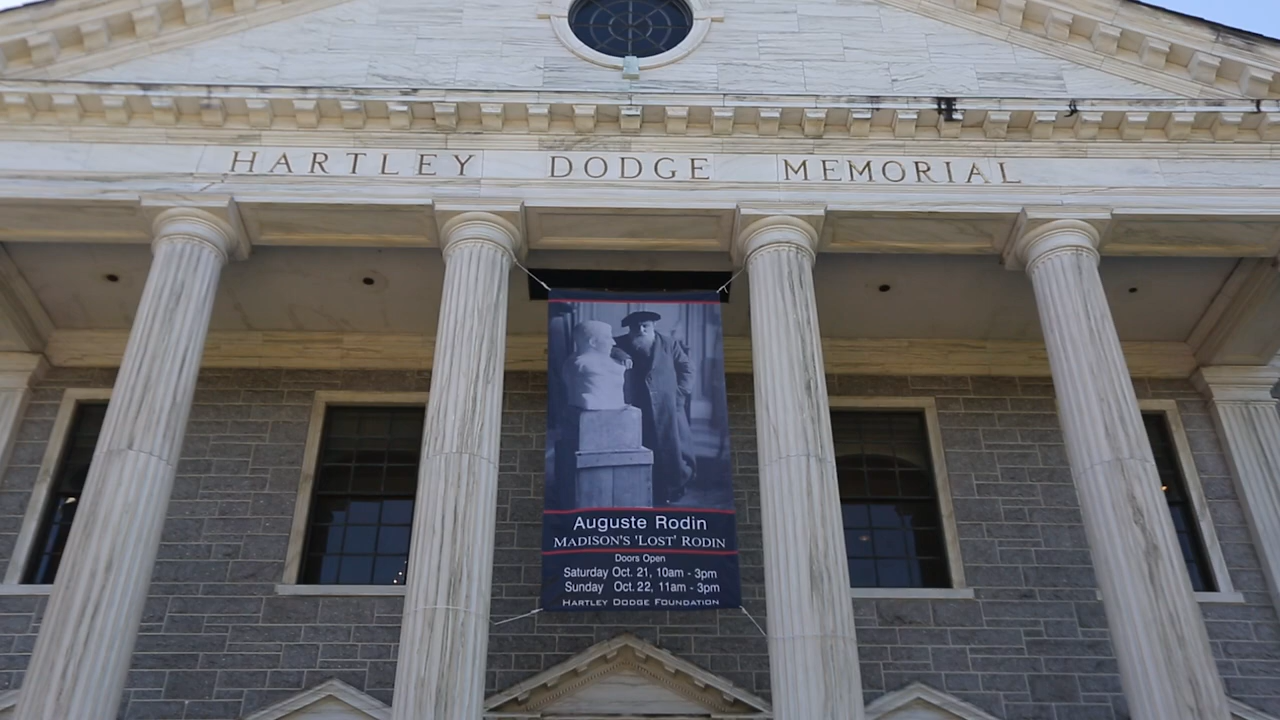 HARTLEY DODGE MEMORIAL
Auguste Rodin
MADISON'S 'LOST' RODIN
Doors Open
Saturday Oct. 21, 10am - 3pm
Sunday Oct. 22, 11am - 3pm
HARTLEY DODGE FOUNDATION